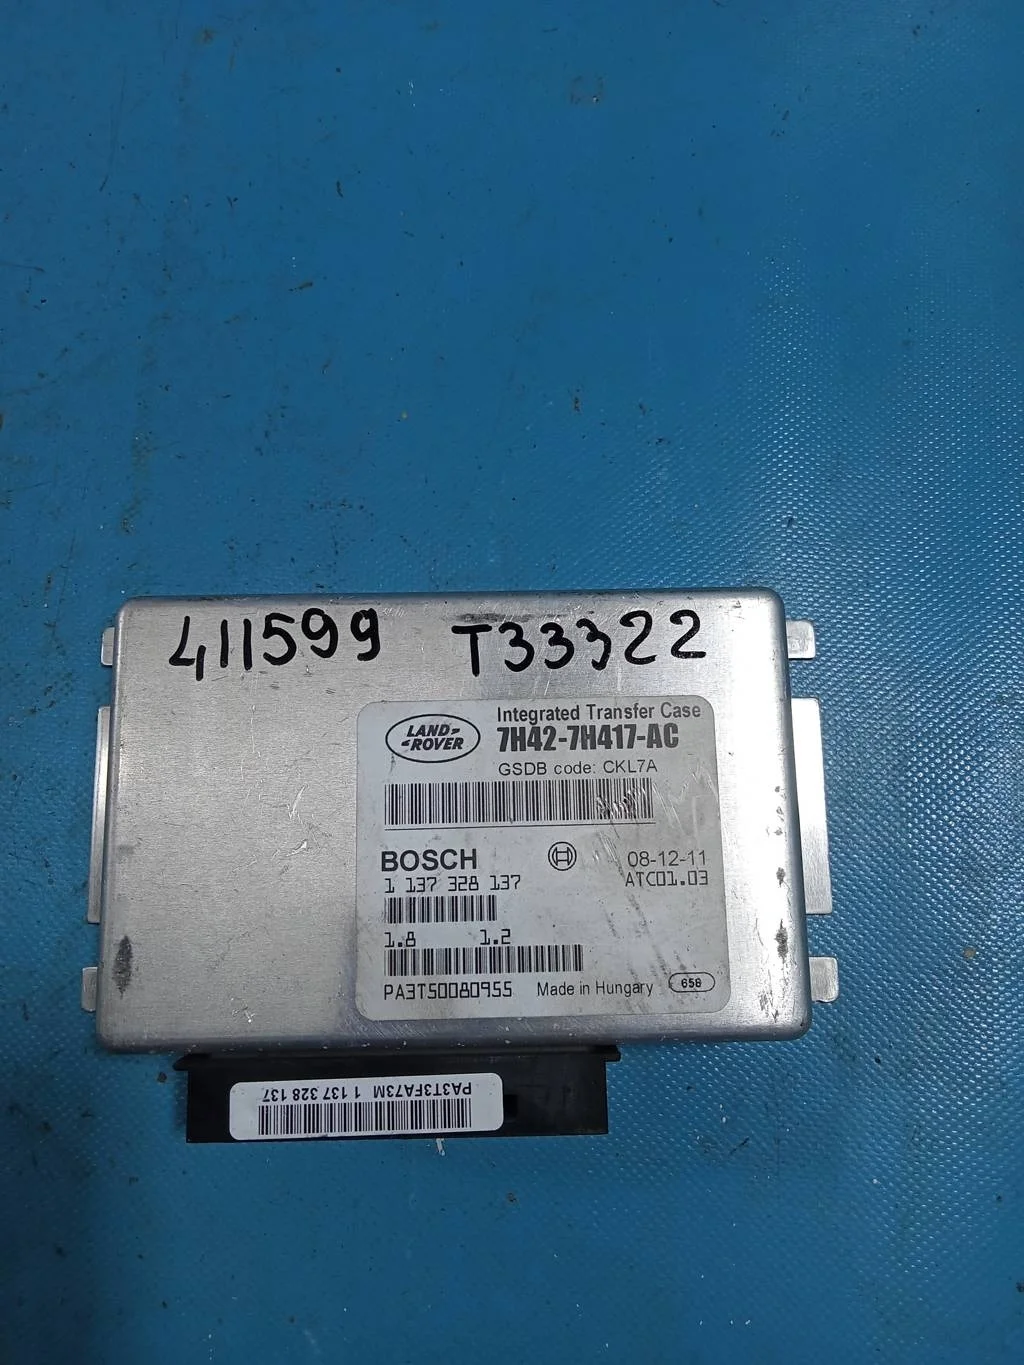 411599 T33322
LAND-
-ROVER
Integrated Transfer Case
7H42-7H417-AC
GSDB code: CKL7A
BOSCH
08-12-11
1 137 328 137
ATC01.03
1.8 1.2
PA3T50080955
Made in Hungary
658
PA3T3FA73M 1 137 328 137